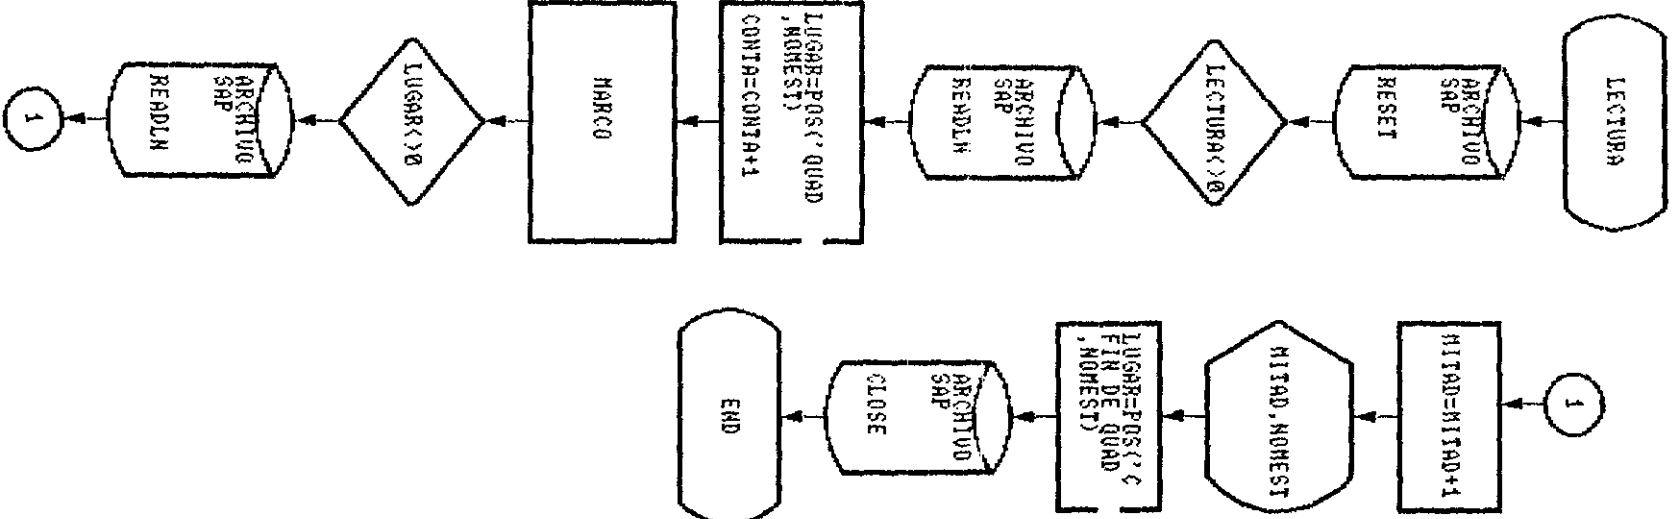 LECTURA
ARCHIVO
SAP
RESET
LECTURA<>0
ARCHIVO
SAP
READLN
LUGAR=POS('QUAD
,NOMEST)
CONTA=CONTA+1
MARCO
LUGAR<>0
ARCHIVO
SAP
READLN
1
1
MITAD=MITAD+1
MITAD,NOMEST
LUGAR=POS('C
FIN DE QUAD
,NOMEST)
ARCHIVO
SAP
CLOSE
END